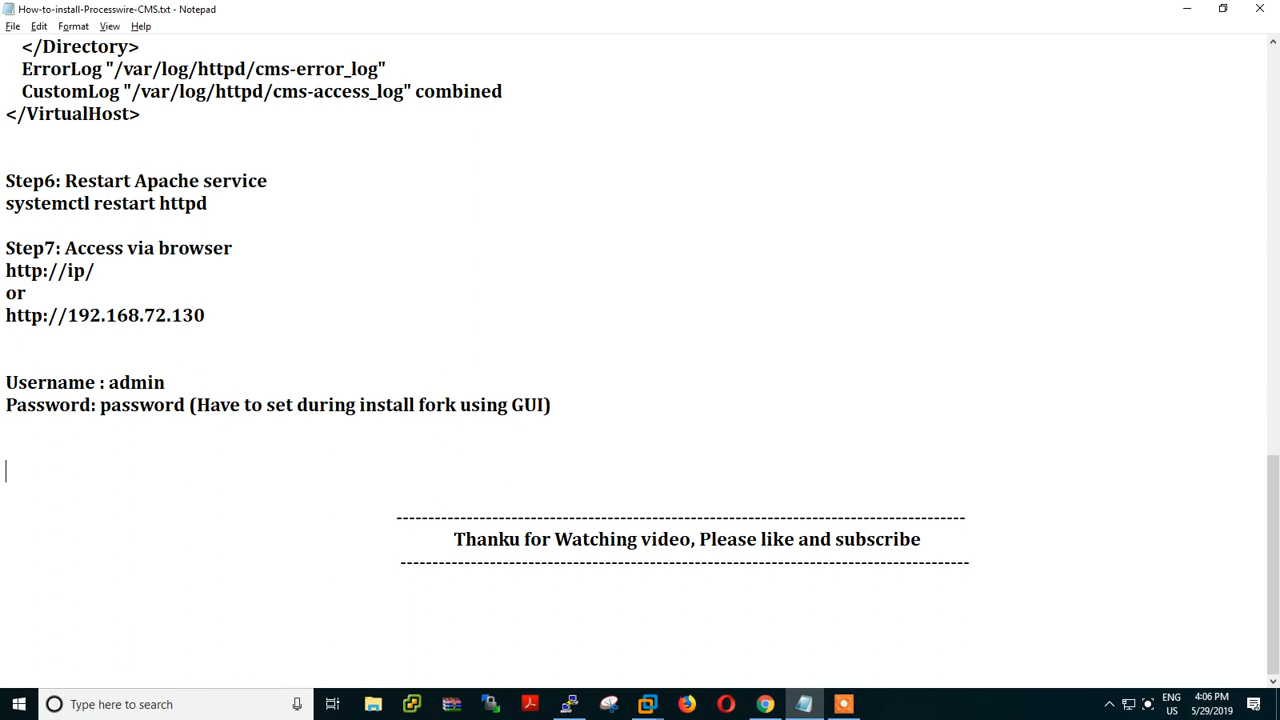 How-to-install-Processwire-CMS.txt - Notepad
File Edit Format View Help
</Directory>
ErrorLog "/var/log/httpd/cms-error_log"
CustomLog "/var/log/httpd/cms-access_log" combined
</VirtualHost>
Step6: Restart Apache service
systemctl restart httpd
Step7: Access via browser
http://ip/
or
http://192.168.72.130
Username : admin
Password: password (Have to set during install fork using GUI)
-----------------------------------------------------------------------------------------
Thanku for Watching video, Please like and subscribe
-----------------------------------------------------------------------------------------
Type here to search
ENG
US
4:06 PM
5/29/2019